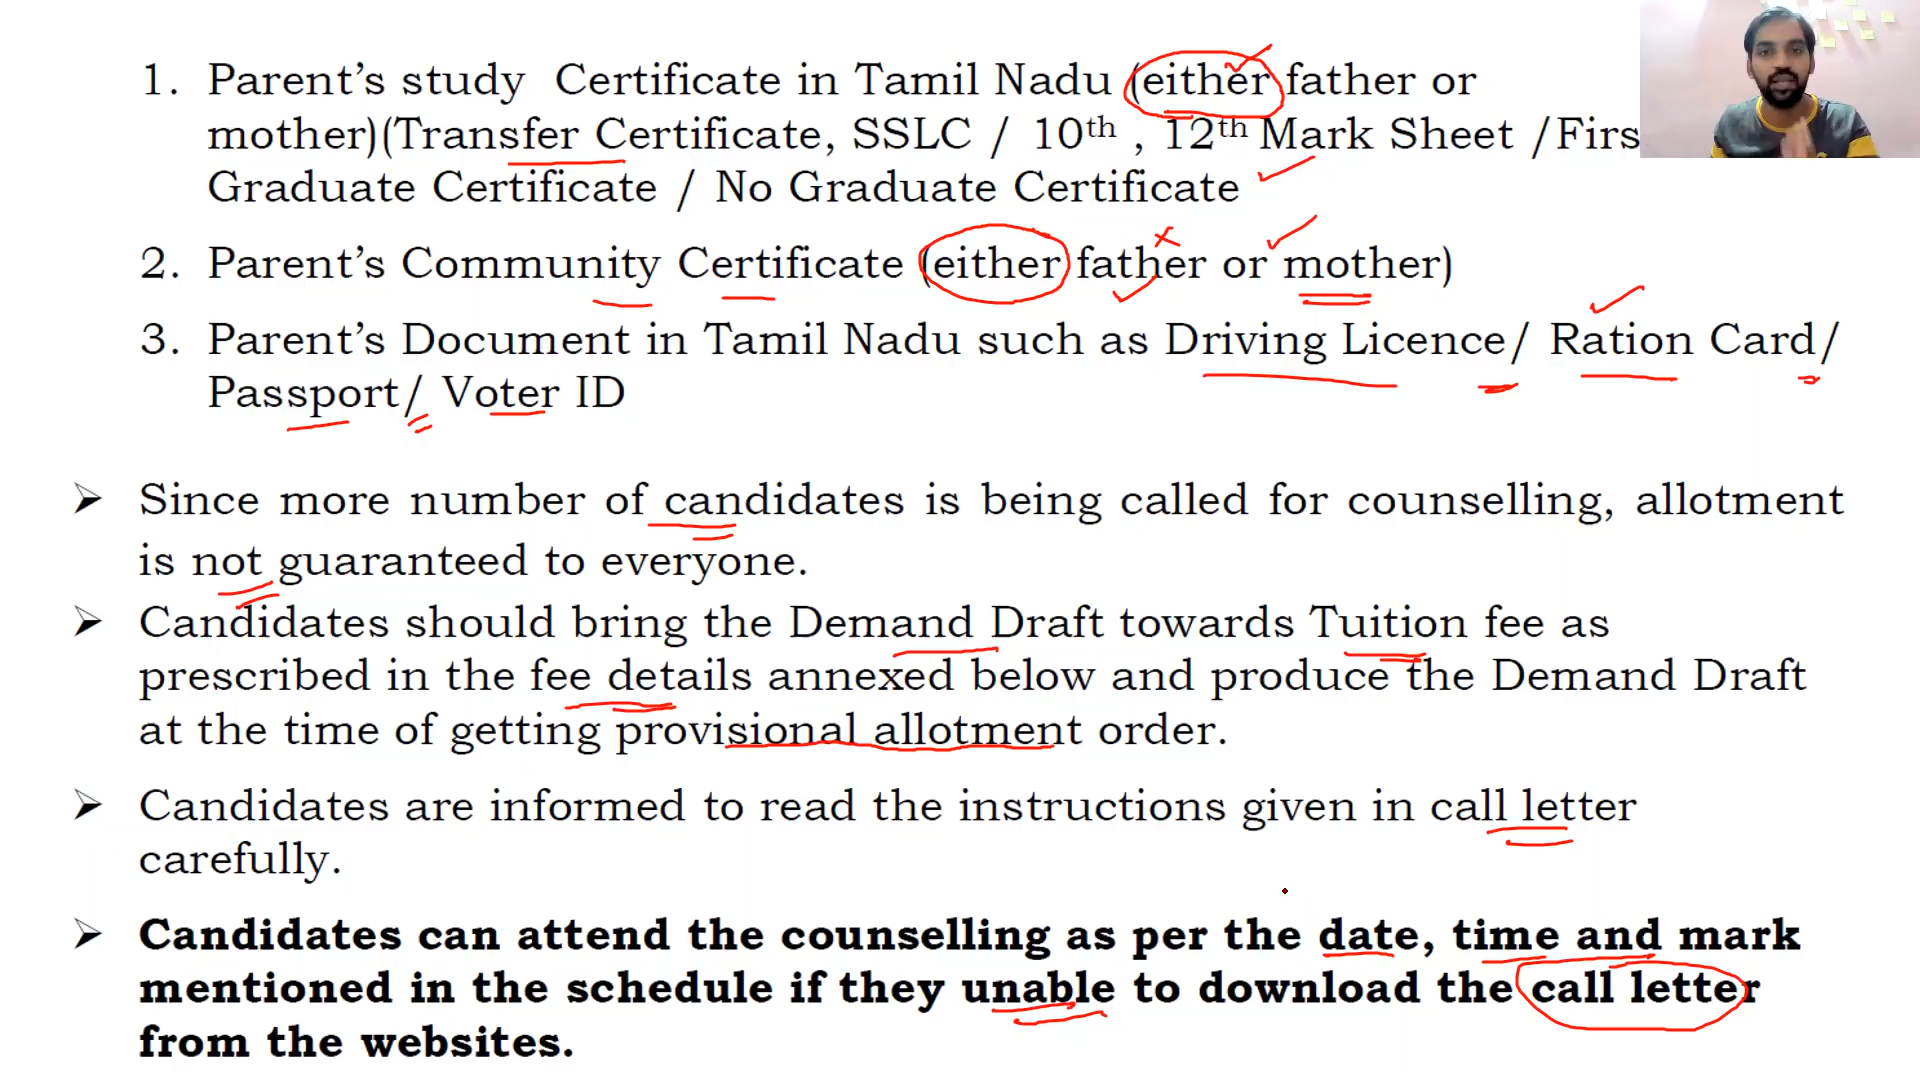 1. Parent’s study Certificate in Tamil Nadu (either father or
mother)(Transfer Certificate, SSLC / 10th , 12th Mark Sheet /Firs
Graduate Certificate / No Graduate Certificate
2. Parent’s Community Certificate (either father or mother)
3. Parent’s Document in Tamil Nadu such as Driving Licence/ Ration Card/
Passport/ Voter ID
➢ Since more number of candidates is being called for counselling, allotment
is not guaranteed to everyone.
➢ Candidates should bring the Demand Draft towards Tuition fee as
prescribed in the fee details annexed below and produce the Demand Draft
at the time of getting provisional allotment order.
➢ Candidates are informed to read the instructions given in call letter
carefully.
➢ Candidates can attend the counselling as per the date, time and mark
mentioned in the schedule if they unable to download the call letter
from the websites.